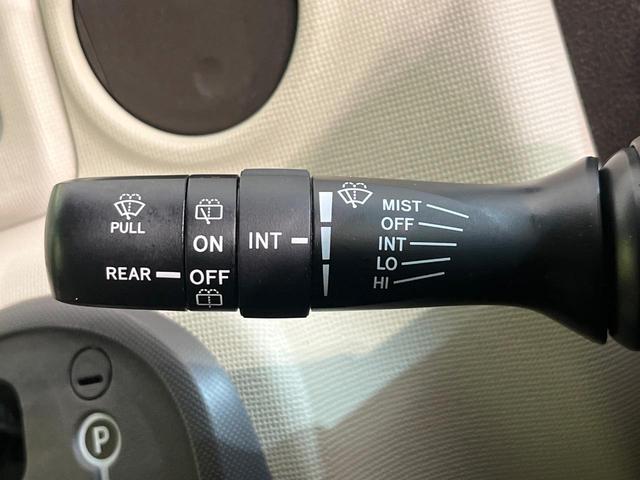 PULL
REAR
ON
OFF
INT
MIST
OFF
INT
LO
HI
P